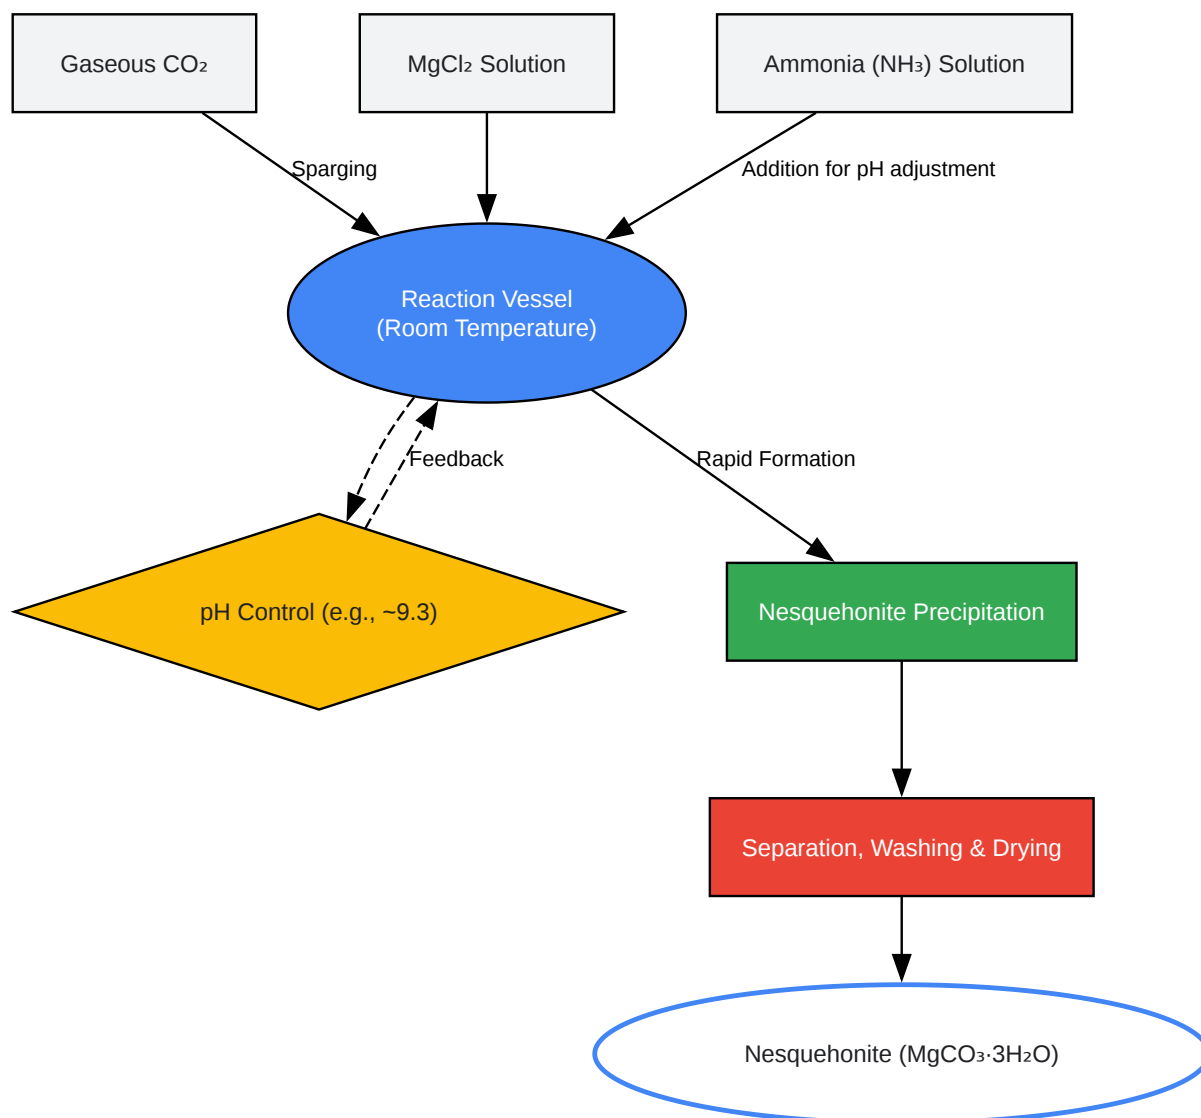 Gaseous CO₂
MgCl₂ Solution
Ammonia (NH₃) Solution
Sparging
Addition for pH adjustment
Reaction Vessel
(Room Temperature)
Feedback
Rapid Formation
pH Control (e.g., ~9.3)
Nesquehonite Precipitation
Separation, Washing & Drying
Nesquehonite (MgCO₃·3H₂O)